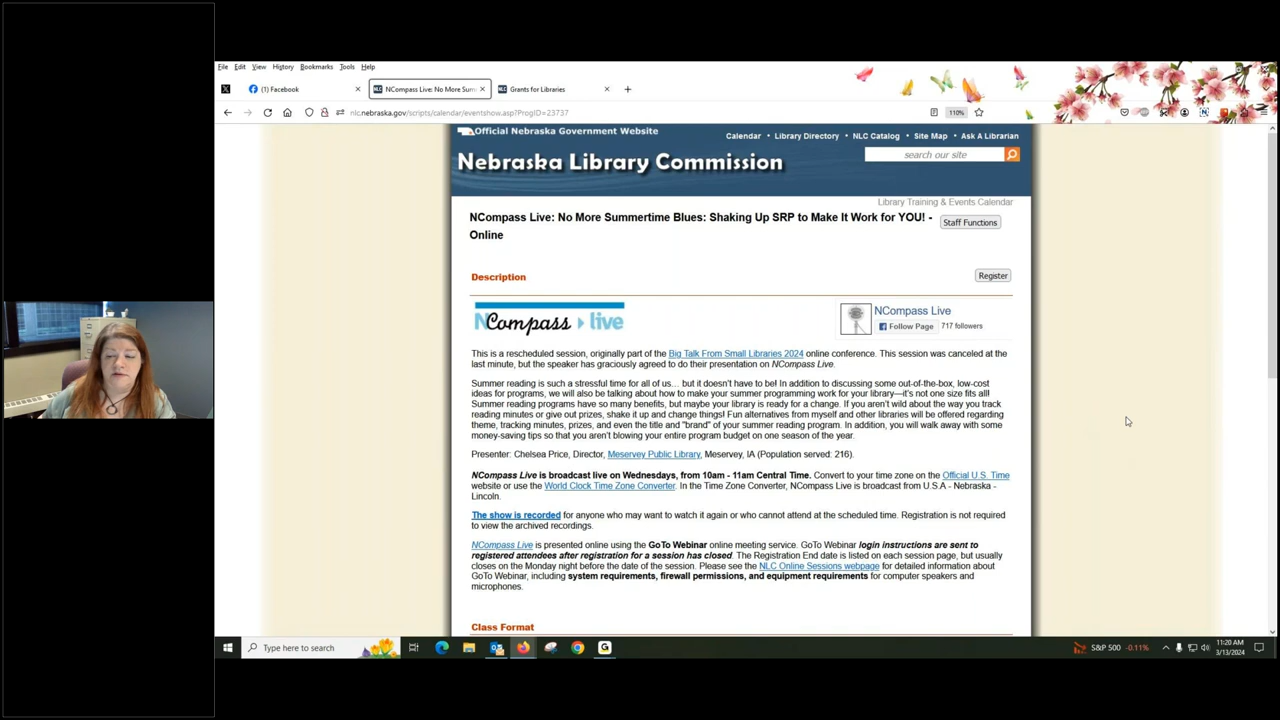 File Edit View History Bookmarks Tools Help
(1) Facebook
NCompass Live: No More Sum
Grants for Libraries
nlc.nebraska.gov/scripts/calendar/eventshow.asp?ProgID=23737
110%
Official Nebraska Government Website
Calendar • Library Directory • NLC Catalog • Site Map • Ask A Librarian
Nebraska Library Commission
search our site
Library Training & Events Calendar
NCompass Live: No More Summertime Blues: Shaking Up SRP to Make It Work for YOU! -
Online
Staff Functions
Description
Register
NCompass live
NCompass Live
Follow Page 717 followers
This is a rescheduled session, originally part of the Big Talk From Small Libraries 2024 online conference. This session was canceled at the
last minute, but the speaker has graciously agreed to do their presentation on NCompass Live.
Summer reading is such a stressful time for all of us... but it doesn't have to be! In addition to discussing some out-of-the-box, low-cost
ideas for programs, we will also be talking about how to make your summer programming work for your library—it's not one size fits all!
Summer reading programs have so many benefits, but maybe your library is ready for a change. If you aren't wild about the way you track
reading minutes or give out prizes, shake it up and change things! Fun alternatives from myself and other libraries will be offered regarding
theme, tracking minutes, prizes, and even the title and "brand" of your summer reading program. In addition, you will walk away with some
money-saving tips so that you aren't blowing your entire program budget on one season of the year.
Presenter: Chelsea Price, Director, Meservey Public Library, Meservey, IA (Population served: 216).
NCompass Live is broadcast live on Wednesdays, from 10am - 11am Central Time. Convert to your time zone on the Official U.S. Time
website or use the World Clock Time Zone Converter. In the Time Zone Converter, NCompass Live is broadcast from U.S.A - Nebraska -
Lincoln.
The show is recorded for anyone who may want to watch it again or who cannot attend at the scheduled time. Registration is not required
to view the archived recordings.
NCompass Live is presented online using the GoTo Webinar online meeting service. GoTo Webinar login instructions are sent to
registered attendees after registration for a session has closed. The Registration End date is listed on each session page, but usually
closes on the Monday night before the date of the session. Please see the NLC Online Sessions webpage for detailed information about
GoTo Webinar, including system requirements, firewall permissions, and equipment requirements for computer speakers and
microphones.
Class Format
Type here to search
S&P 500 -0.11%
11:20 AM
3/13/2024